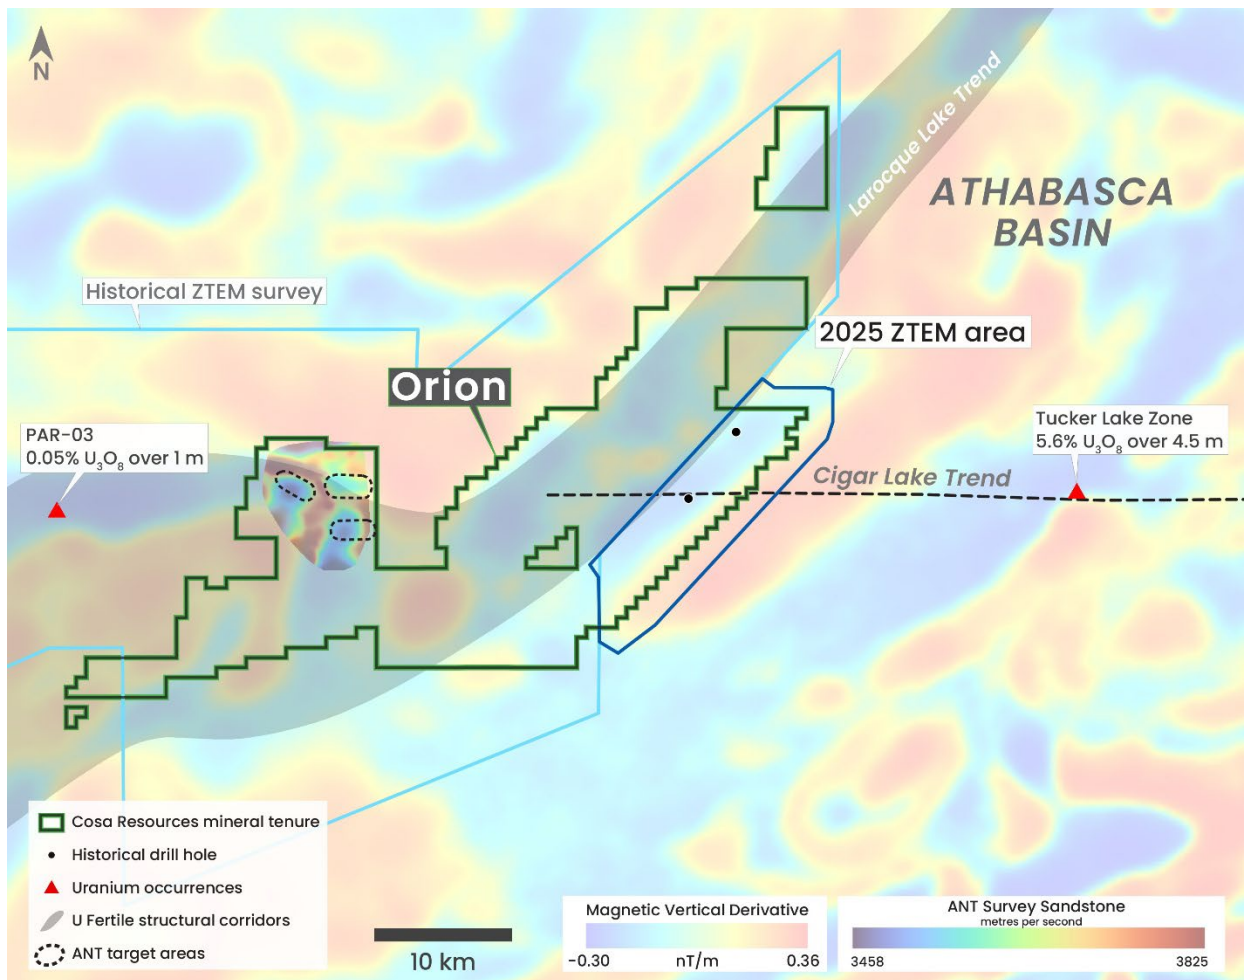 N
Larocque Lake Trend
ATHABASCA
BASIN
Historical ZTEM survey
2025 ZTEM area
Orion
PAR-03
0.05% U₃O₈ over 1 m
Tucker Lake Zone
5.6% U₃O₈ over 4.5 m
Cigar Lake Trend
Cosa Resources mineral tenure
Historical drill hole
Uranium occurrences
U Fertile structural corridors
ANT target areas
10 km
Magnetic Vertical Derivative
-0.30 nT/m 0.36
ANT Survey Sandstone
metres per second
3458 3825